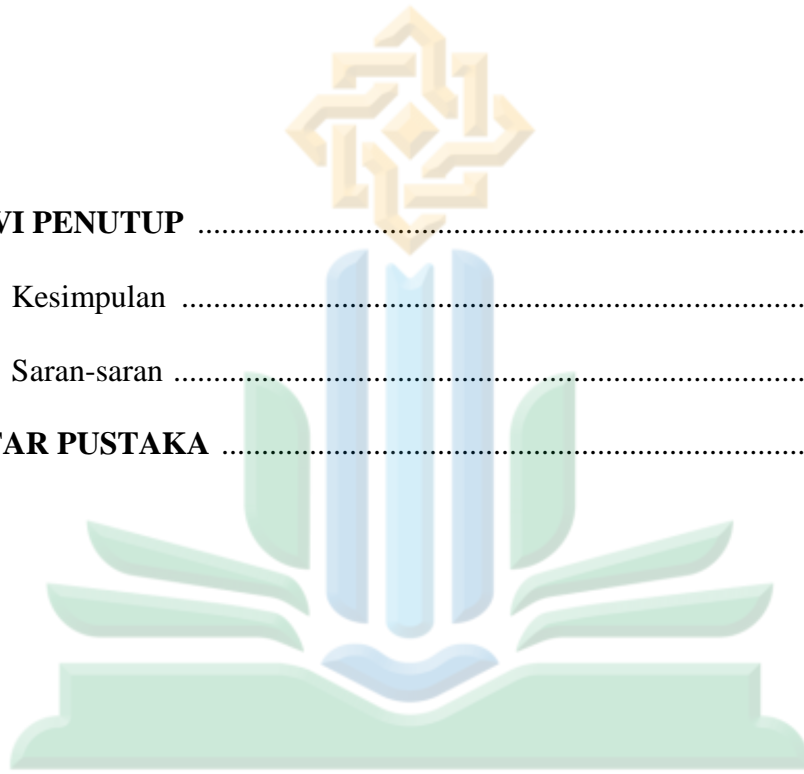 VI PENUTUP ........................................................................
Kesimpulan ........................................................................
Saran-saran ........................................................................
TAR PUSTAKA ........................................................................